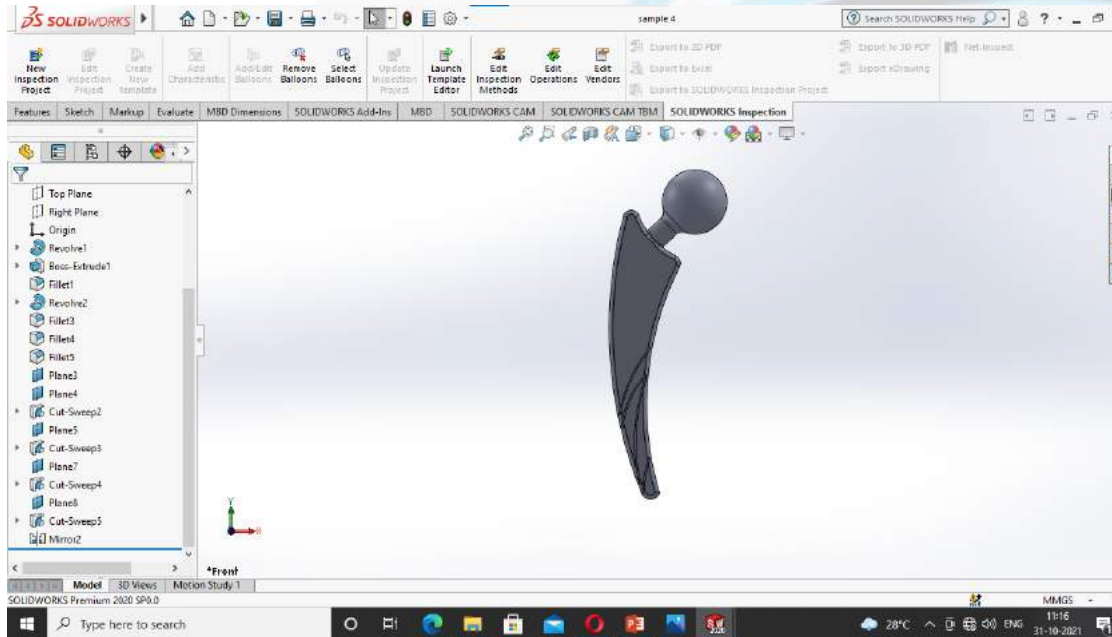 SOLIDWORKS
sample 4
Search SOLIDWORKS Help
New Inspection Project
Edit Inspection Project
Create New template
Add Characteristic
Add/Edit Balloons
Remove Balloons
Select Balloons
Update Inspection Project
Launch Template Editor
Edit Inspection Methods
Edit Operations
Edit Vendors
Export to 2D PDF
Export to Excel
Export to SOLIDWORKS Inspection Project
Export to 3D PDF
Export eDrawing
Net-Inspect
Features Sketch Markup Evaluate MBD Dimensions SOLIDWORKS Add-Ins MBD SOLIDWORKS CAM SOLIDWORKS CAM TBM SOLIDWORKS Inspection
Top Plane
Right Plane
Origin
Revolve1
Boss-Extrude1
Fillet1
Revolve2
Fillet3
Fillet4
Fillet5
Plane3
Plane4
Cut-Sweep2
Plane5
Cut-Sweep3
Plane7
Cut-Sweep4
Plane8
Cut-Sweep5
Mirror2
Y
X
*Front
Model 3D Views Motion Study 1
SOLIDWORKS Premium 2020 SP0.0
MMGS
Type here to search
28°C ENG 11:16
31-10-2021